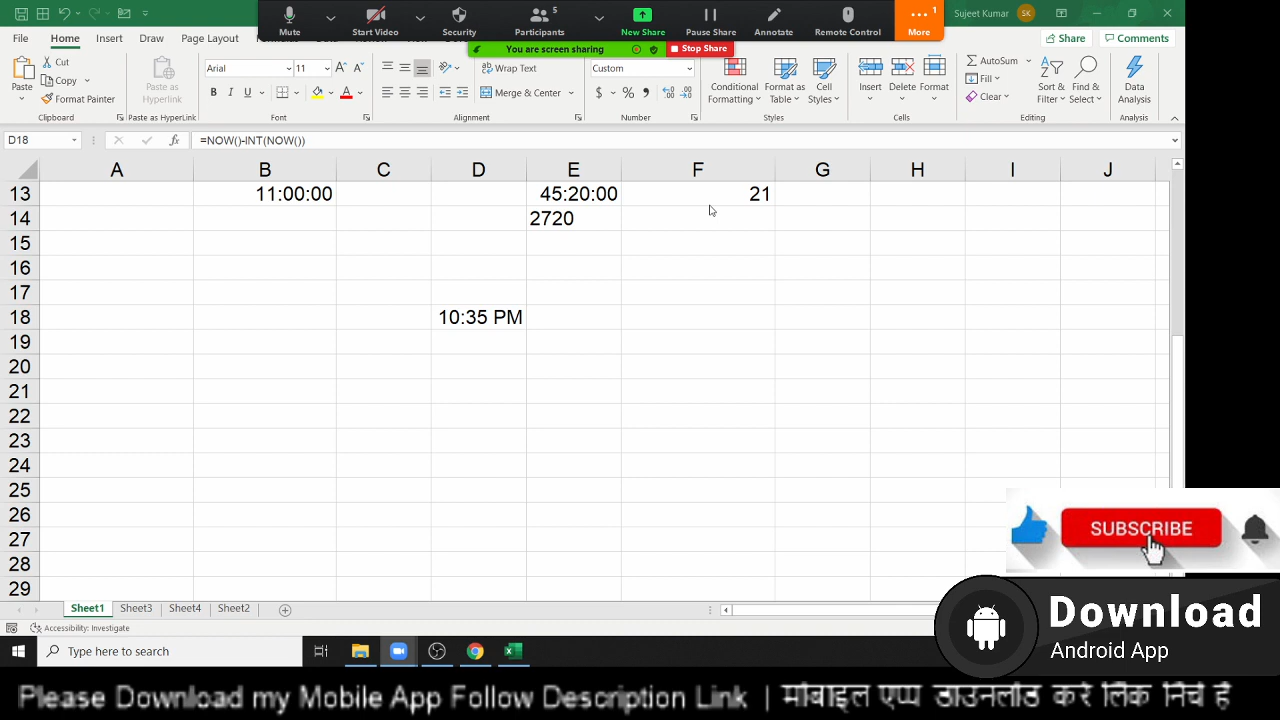 Mute
Start Video
Security
Participants
5
New Share
Pause Share
Annotate
Remote Control
More
1
Sujeet Kumar
SK
You are screen sharing
Stop Share
File
Home
Insert
Draw
Page Layout
Share
Comments
Paste
Cut
Copy
Format Painter
Clipboard
Paste as Hyperlink
Paste as Hyperlink
Arial
11
B I U
Font
Wrap Text
Merge & Center
Alignment
Custom
Number
Conditional Formatting
Format as Table
Cell Styles
Styles
Insert
Delete
Format
Cells
AutoSum
Fill
Clear
Sort & Filter
Find & Select
Editing
Data Analysis
Analysis
D18
=NOW()-INT(NOW())
A B C D E F G H I J
13 11:00:00 45:20:00 21
14 2720
15
16
17
18 10:35 PM
19
20
21
22
23
24
25
26
27
28
29
SUBSCRIBE
Download
Android App
Sheet1
Sheet3
Sheet4
Sheet2
Accessibility: Investigate
Type here to search
Please Download my Mobile App Follow Description Link | मोबाइल एप्प डाउनलोड करे लिंक निचे है